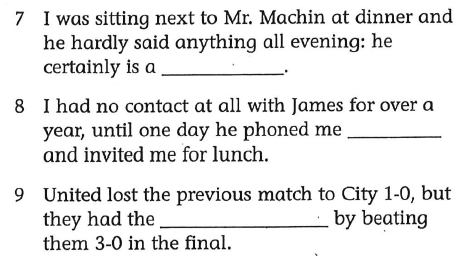 7 I was sitting next to Mr. Machin at dinner and
he hardly said anything all evening: he
certainly is a ____________.
8 I had no contact at all with James for over a
year, until one day he phoned me _________
and invited me for lunch.
9 United lost the previous match to City 1-0, but
they had the ________________ by beating
them 3-0 in the final.